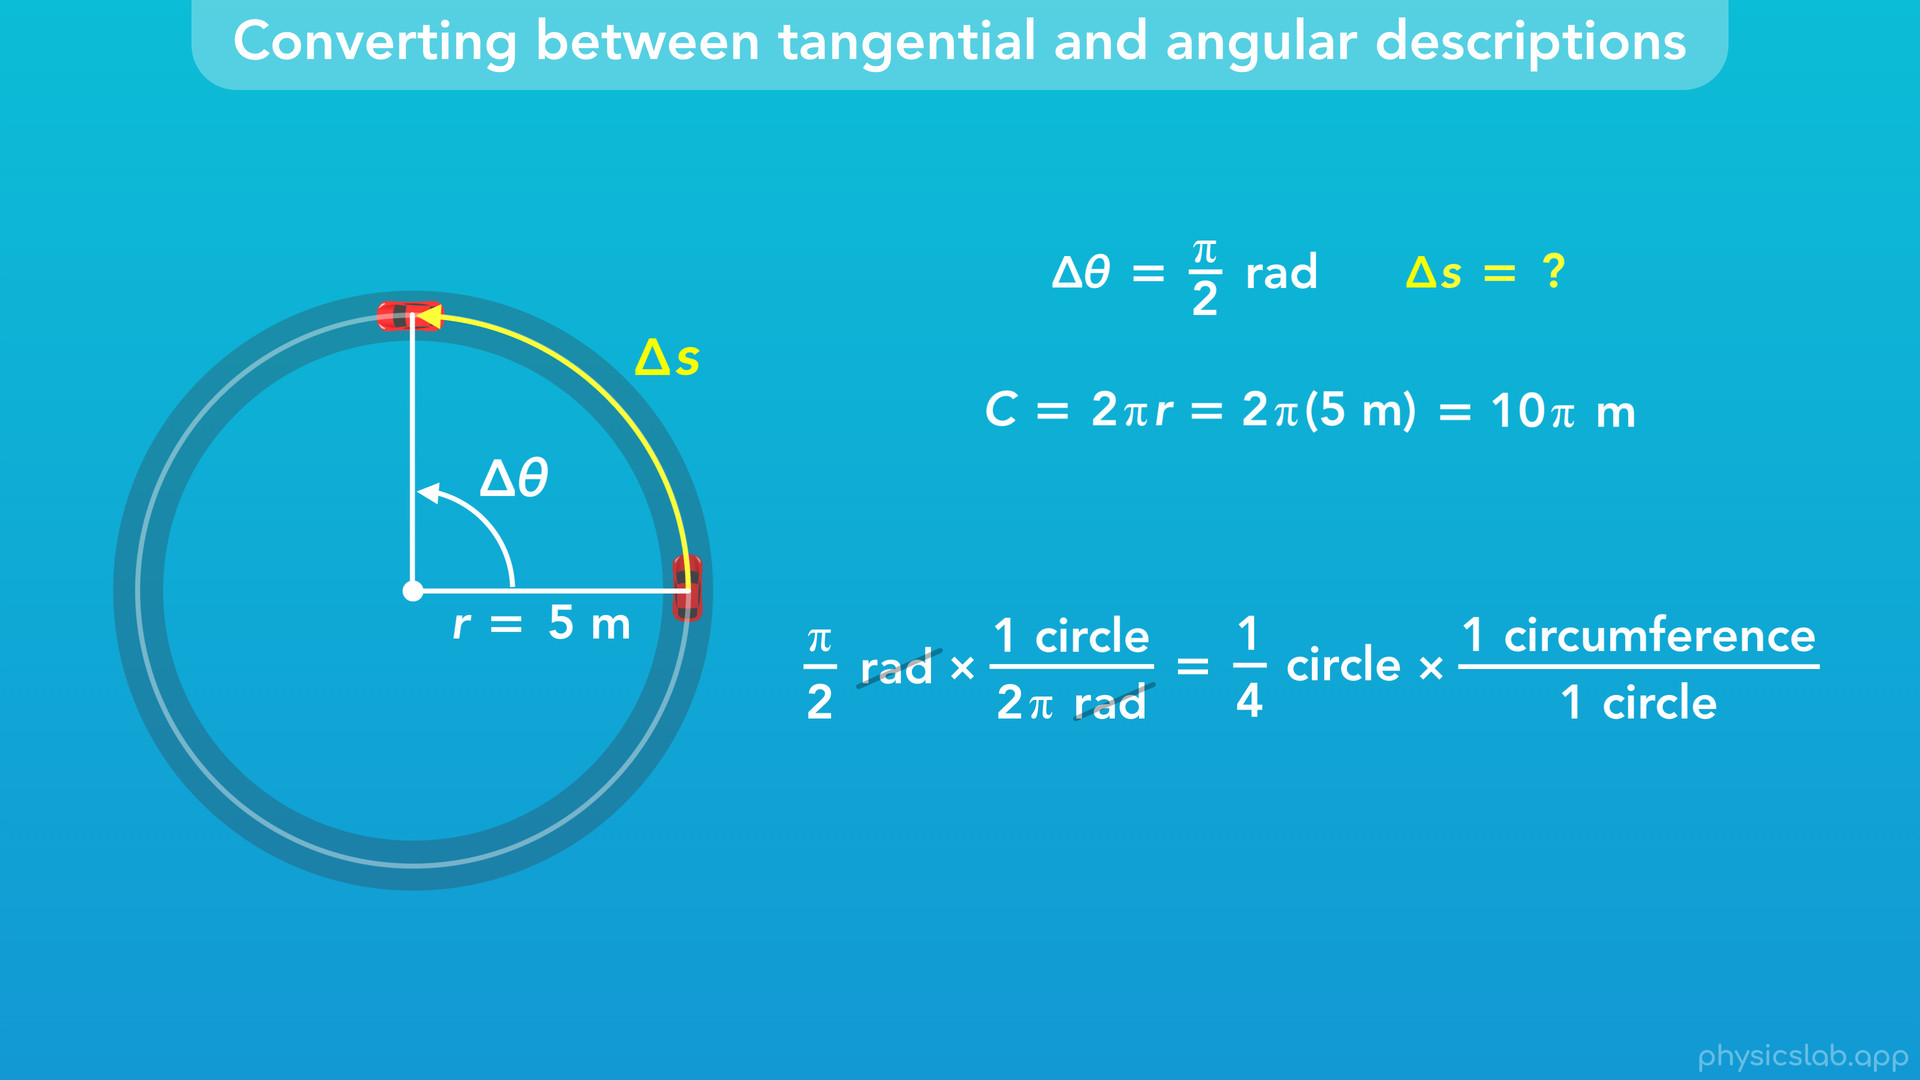 Converting between tangential and angular descriptions
Δθ = π/2 rad Δs = ?
Δs
C = 2πr = 2π(5 m) = 10π m
Δθ
r = 5 m
π/2 rad × 1 circle/2π rad = 1/4 circle × 1 circumference/1 circle
physicslab.app